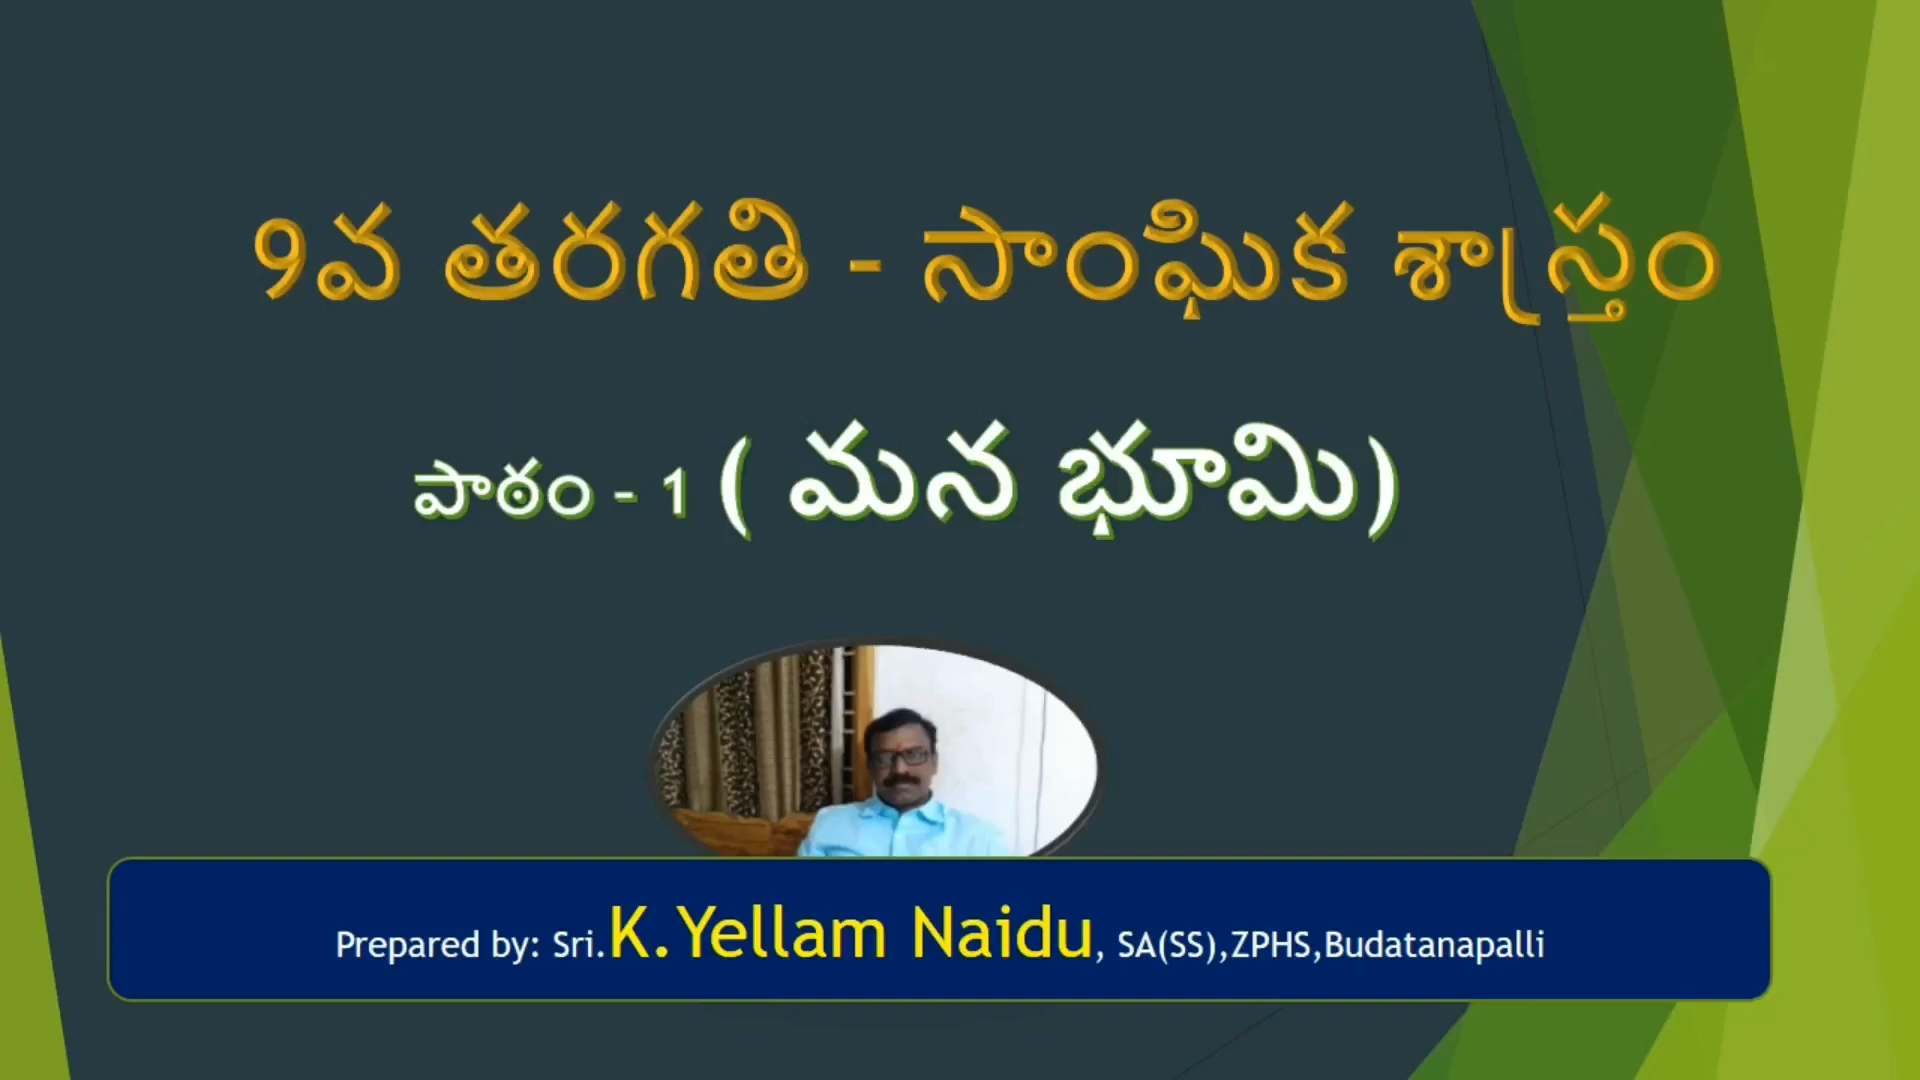 9వ తరగతి - సాంఘిక శాస్త్రం
పాఠం - 1 ( మన భూమి)
Prepared by: Sri.K.Yellam Naidu, SA(SS),ZPHS,Budatanapalli